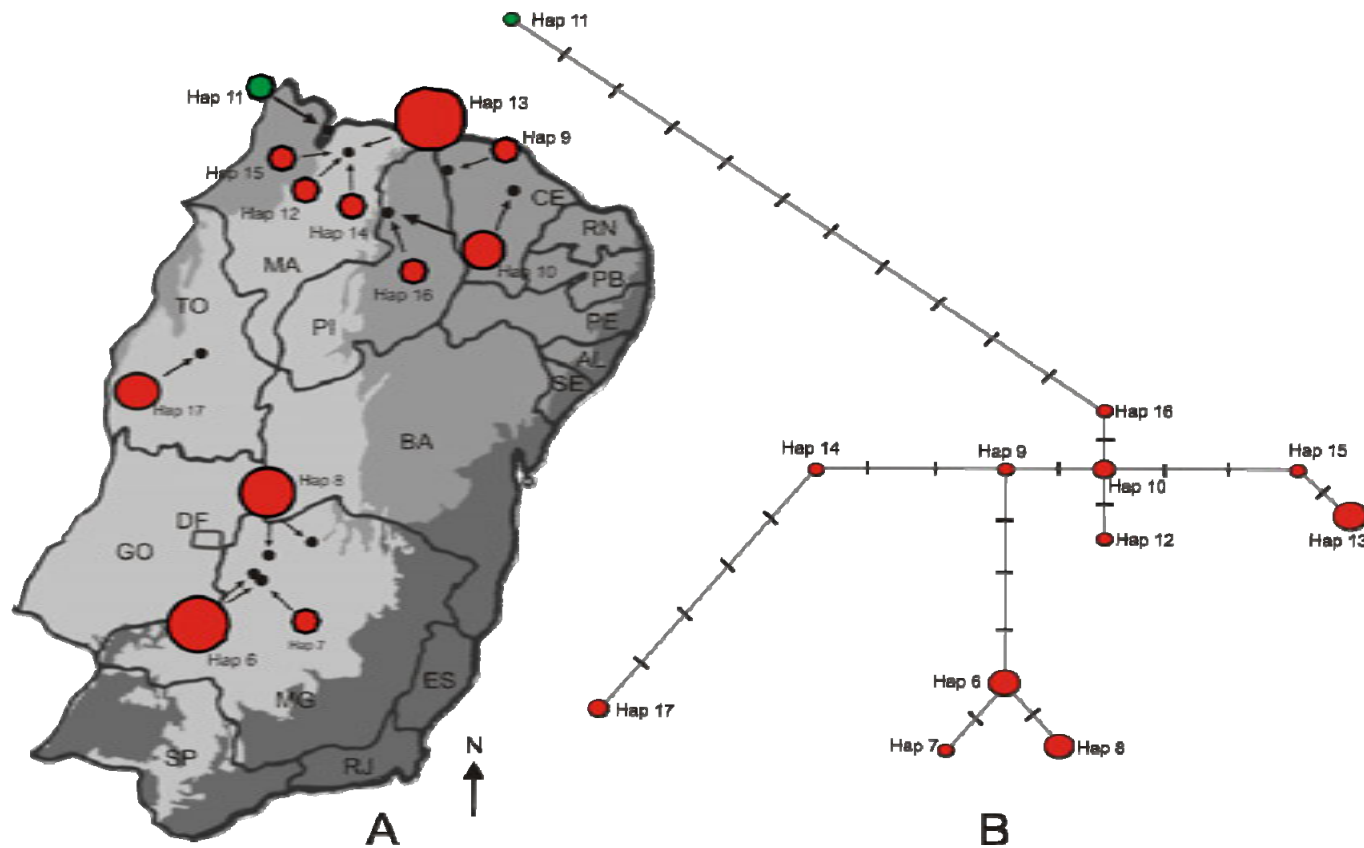 Hap 11
Hap 13
Hap 9
Hap 15
Hap 12
Hap 14
CE
RN
MA
Hap 16
Hap 10
PB
TO
PI
PE
AL
SE
Hap 17
BA
Hap 8
DF
GO
Hap 6
Hap 7
MG
ES
SP
RJ
N
A
Hap 11
Hap 16
Hap 14
Hap 9
Hap 15
Hap 10
Hap 13
Hap 12
Hap 6
Hap 17
Hap 7
Hap 8
B